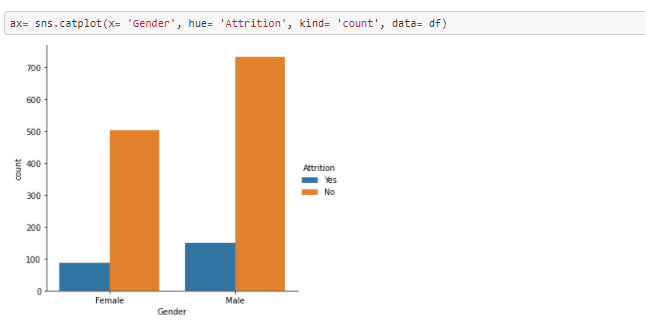 ax= sns.catplot(x= 'Gender', hue= 'Attrition', kind= 'count', data= df)
700
600
500
400
300
200
100
0
count
Female
Male
Gender
Attrition
Yes
No